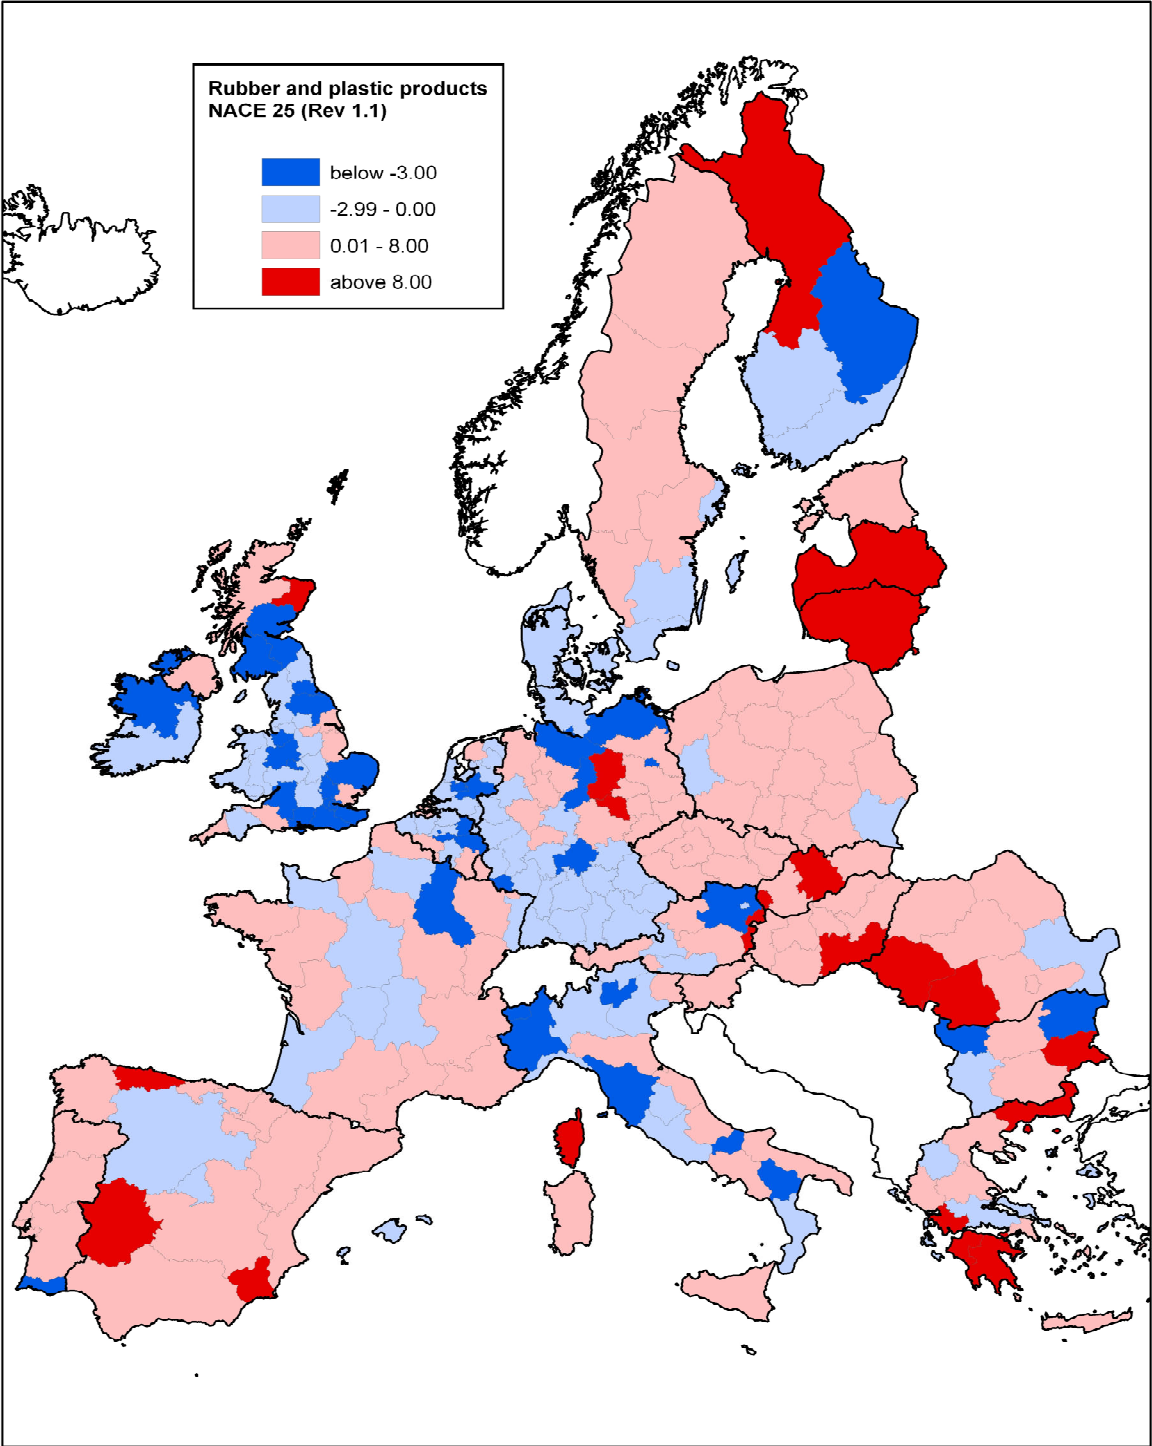 Rubber and plastic products
NACE 25 (Rev 1.1)
below -3.00
-2.99 - 0.00
0.01 - 8.00
above 8.00